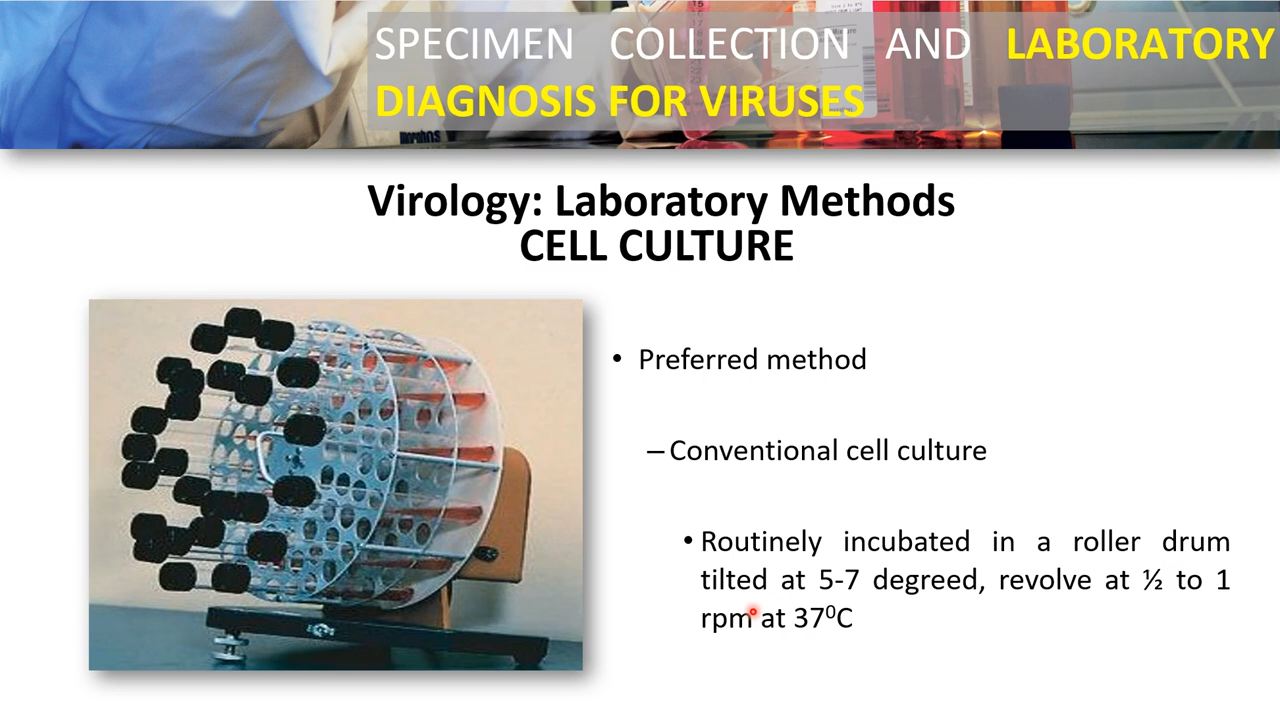 SPECIMEN COLLECTION AND LABORATORY
DIAGNOSIS FOR VIRUSES
Virology: Laboratory Methods
CELL CULTURE
• Preferred method
– Conventional cell culture
• Routinely incubated in a roller drum
tilted at 5-7 degreed, revolve at ½ to 1
rpm at 37⁰C